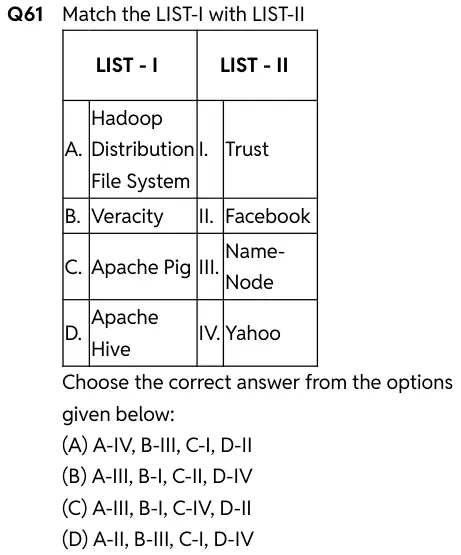 Q61 Match the LIST-I with LIST-II
LIST - I LIST - II
A. Hadoop Distribution File System I. Trust
B. Veracity II. Facebook
C. Apache Pig III. Name-Node
D. Apache Hive IV. Yahoo
Choose the correct answer from the options
given below:
(A) A-IV, B-III, C-I, D-II
(B) A-III, B-I, C-II, D-IV
(C) A-III, B-I, C-IV, D-II
(D) A-II, B-III, C-I, D-IV